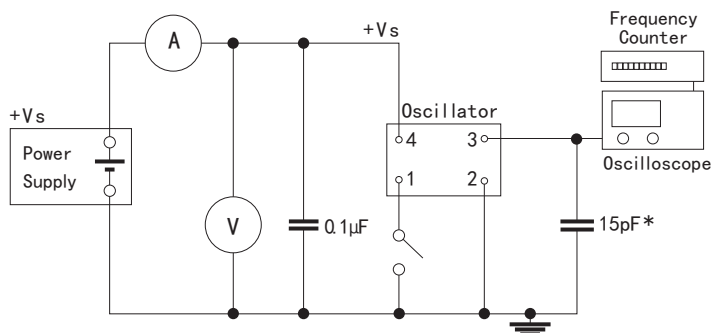 Frequency
Counter
A
+Vs
Oscillator
+Vs
Power
Supply
4
3
1
2
Oscilloscope
V
0.1μF
15pF*